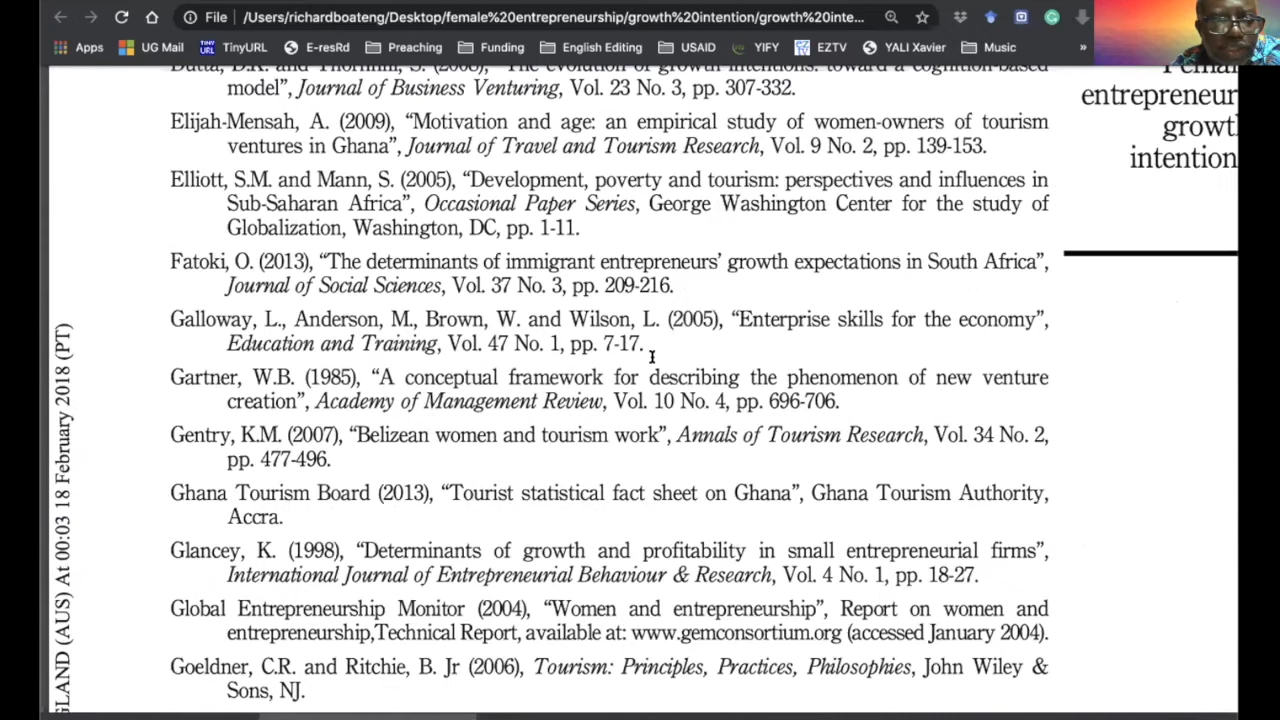 File | /Users/richardboateng/Desktop/female%20entrepreneurship/growth%20intention/growth%20inte...
Apps UG Mail TinyURL E-resRd Preaching Funding English Editing USAID YIFY EZTV YALI Xavier Music »
model”, Journal of Business Venturing, Vol. 23 No. 3, pp. 307-332.
Elijah-Mensah, A. (2009), “Motivation and age: an empirical study of women-owners of tourism
ventures in Ghana”, Journal of Travel and Tourism Research, Vol. 9 No. 2, pp. 139-153.
Elliott, S.M. and Mann, S. (2005), “Development, poverty and tourism: perspectives and influences in
Sub-Saharan Africa”, Occasional Paper Series, George Washington Center for the study of
Globalization, Washington, DC, pp. 1-11.
Fatoki, O. (2013), “The determinants of immigrant entrepreneurs’ growth expectations in South Africa”,
Journal of Social Sciences, Vol. 37 No. 3, pp. 209-216.
Galloway, L., Anderson, M., Brown, W. and Wilson, L. (2005), “Enterprise skills for the economy”,
Education and Training, Vol. 47 No. 1, pp. 7-17.
Gartner, W.B. (1985), “A conceptual framework for describing the phenomenon of new venture
creation”, Academy of Management Review, Vol. 10 No. 4, pp. 696-706.
Gentry, K.M. (2007), “Belizean women and tourism work”, Annals of Tourism Research, Vol. 34 No. 2,
pp. 477-496.
Ghana Tourism Board (2013), “Tourist statistical fact sheet on Ghana”, Ghana Tourism Authority,
Accra.
Glancey, K. (1998), “Determinants of growth and profitability in small entrepreneurial firms”,
International Journal of Entrepreneurial Behaviour & Research, Vol. 4 No. 1, pp. 18-27.
Global Entrepreneurship Monitor (2004), “Women and entrepreneurship”, Report on women and
entrepreneurship,Technical Report, available at: www.gemconsortium.org (accessed January 2004).
Goeldner, C.R. and Ritchie, B. Jr (2006), Tourism: Principles, Practices, Philosophies, John Wiley &
Sons, NJ.
entrepreneur
growth
intention
GLAND (AUS) At 00:03 18 February 2018 (PT)